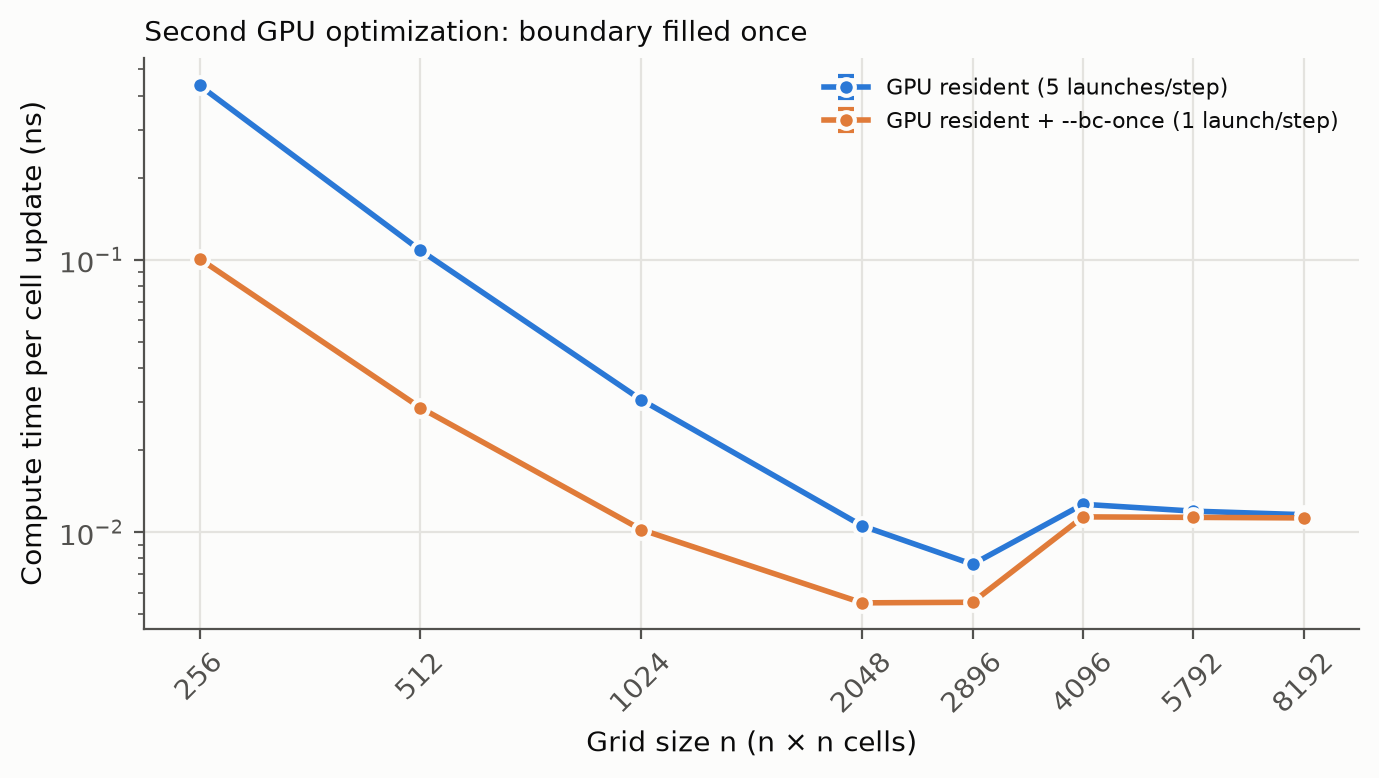 Second GPU optimization: boundary filled once
GPU resident (5 launches/step)
GPU resident + --bc-once (1 launch/step)
Compute time per cell update (ns)
10⁻¹
10⁻²
256
512
1024
2048
2896
4096
5792
8192
Grid size n (n × n cells)